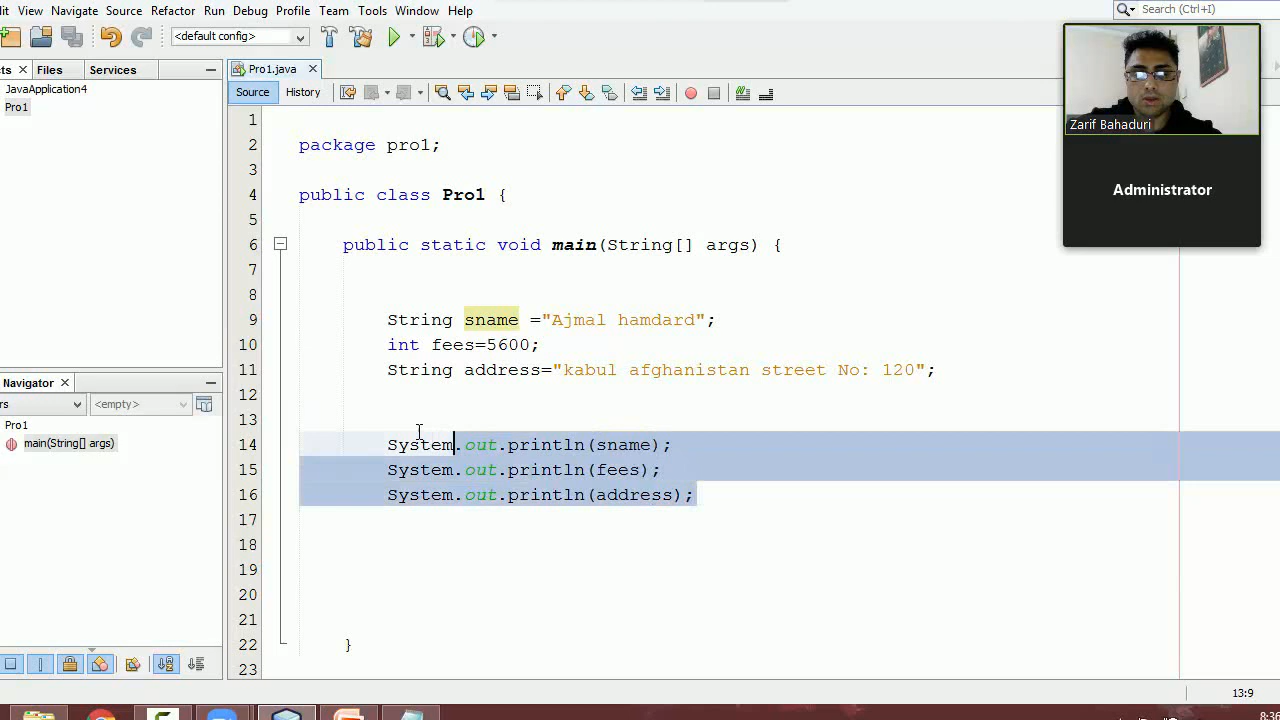 View Navigate Source Refactor Run Debug Profile Team Tools Window Help
Search (Ctrl+I)
<default config>
Files Services
Pro1.java
JavaApplication4
Pro1
Source History
Zarif Bahaduri
Administrator
1
2 package pro1;
3
4 public class Pro1 {
5
6 public static void main(String[] args) {
7
8
9 String sname ="Ajmal hamdard";
10 int fees=5600;
11 String address="kabul afghanistan street No: 120";
12
13
14 System.out.println(sname);
15 System.out.println(fees);
16 System.out.println(address);
17
18
19
20
21
22 }
23
Navigator
<empty>
Pro1
main(String[] args)
13:9